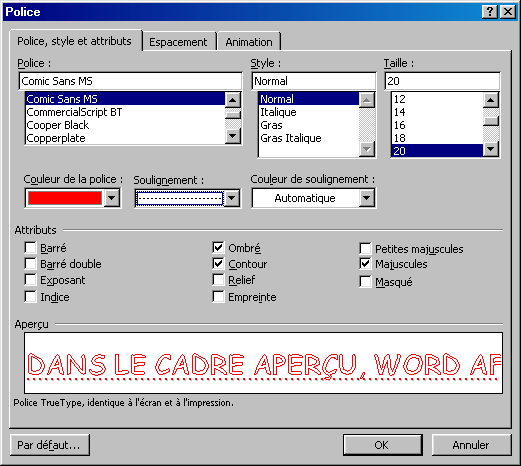 Police
Police, style et attributs Espacement Animation
Police : Style : Taille :
Comic Sans MS Normal 20
Comic Sans MS Normal 12
CommercialScript BT Italique 14
Cooper Black Gras 16
Copperplate Gras Italique 18
20
Couleur de la police : Soulignement : Couleur de soulignement :
Automatique
Attributs
Barré Ombré Petites majuscules
Barré double Contour Majuscules
Exposant Relief Masqué
Indice Empreinte
Aperçu
DANS LE CADRE APERÇU, WORD AF
Police TrueType, identique à l'écran et à l'impression.
Par défaut... OK Annuler